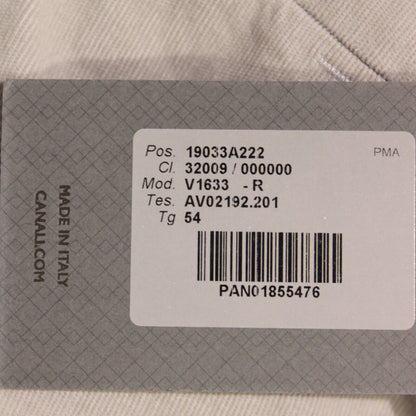 Pos. 19033A222
PMA
Cl. 32009 / 000000
Mod. V1633 - R
Tes. AV02192.201
Tg 54
PAN01855476
MADE IN ITALY
CANALI.COM